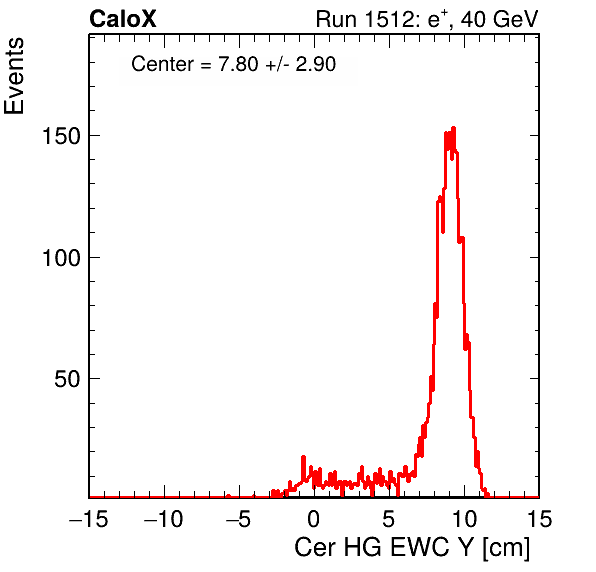 CaloX Run 1512: e⁺, 40 GeV
Center = 7.80 +/- 2.90
Events
150
100
50
−15 −10 −5 0 5 10 15
Cer HG EWC Y [cm]